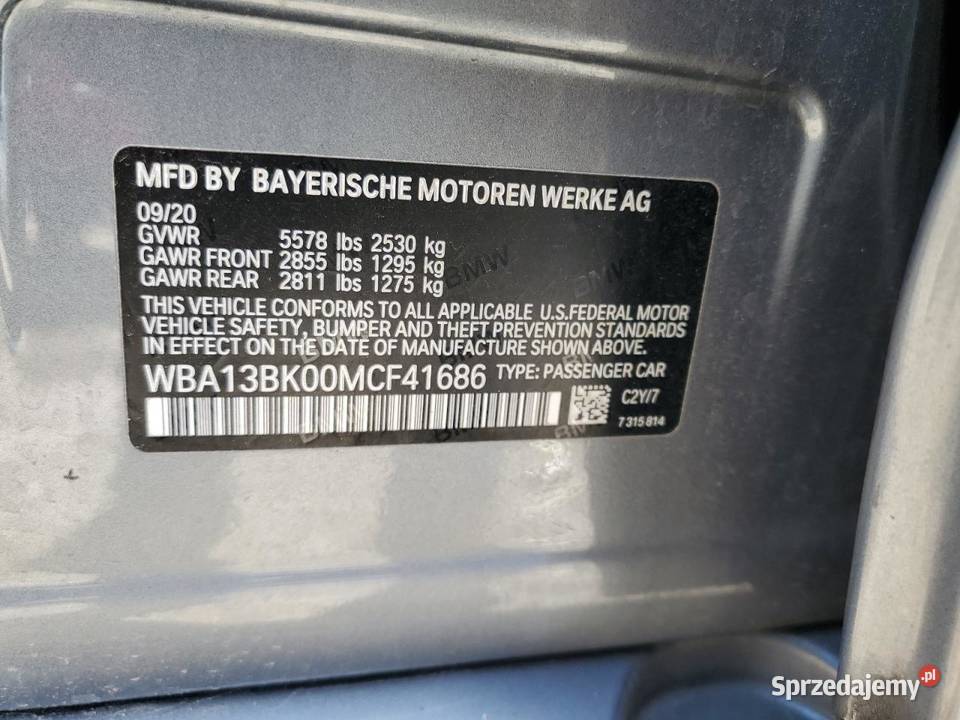 MFD BY BAYERISCHE MOTOREN WERKE AG
09/20
GVWR 5578 lbs 2530 kg
GAWR FRONT 2855 lbs 1295 kg
GAWR REAR 2811 lbs 1275 kg
THIS VEHICLE CONFORMS TO ALL APPLICABLE U.S.FEDERAL MOTOR
VEHICLE SAFETY, BUMPER AND THEFT PREVENTION STANDARDS
IN EFFECT ON THE DATE OF MANUFACTURE SHOWN ABOVE.
WBA13BK00MCF41686 TYPE: PASSENGER CAR
C2Y/7
7315814
BMW
Sprzedajemy.pl